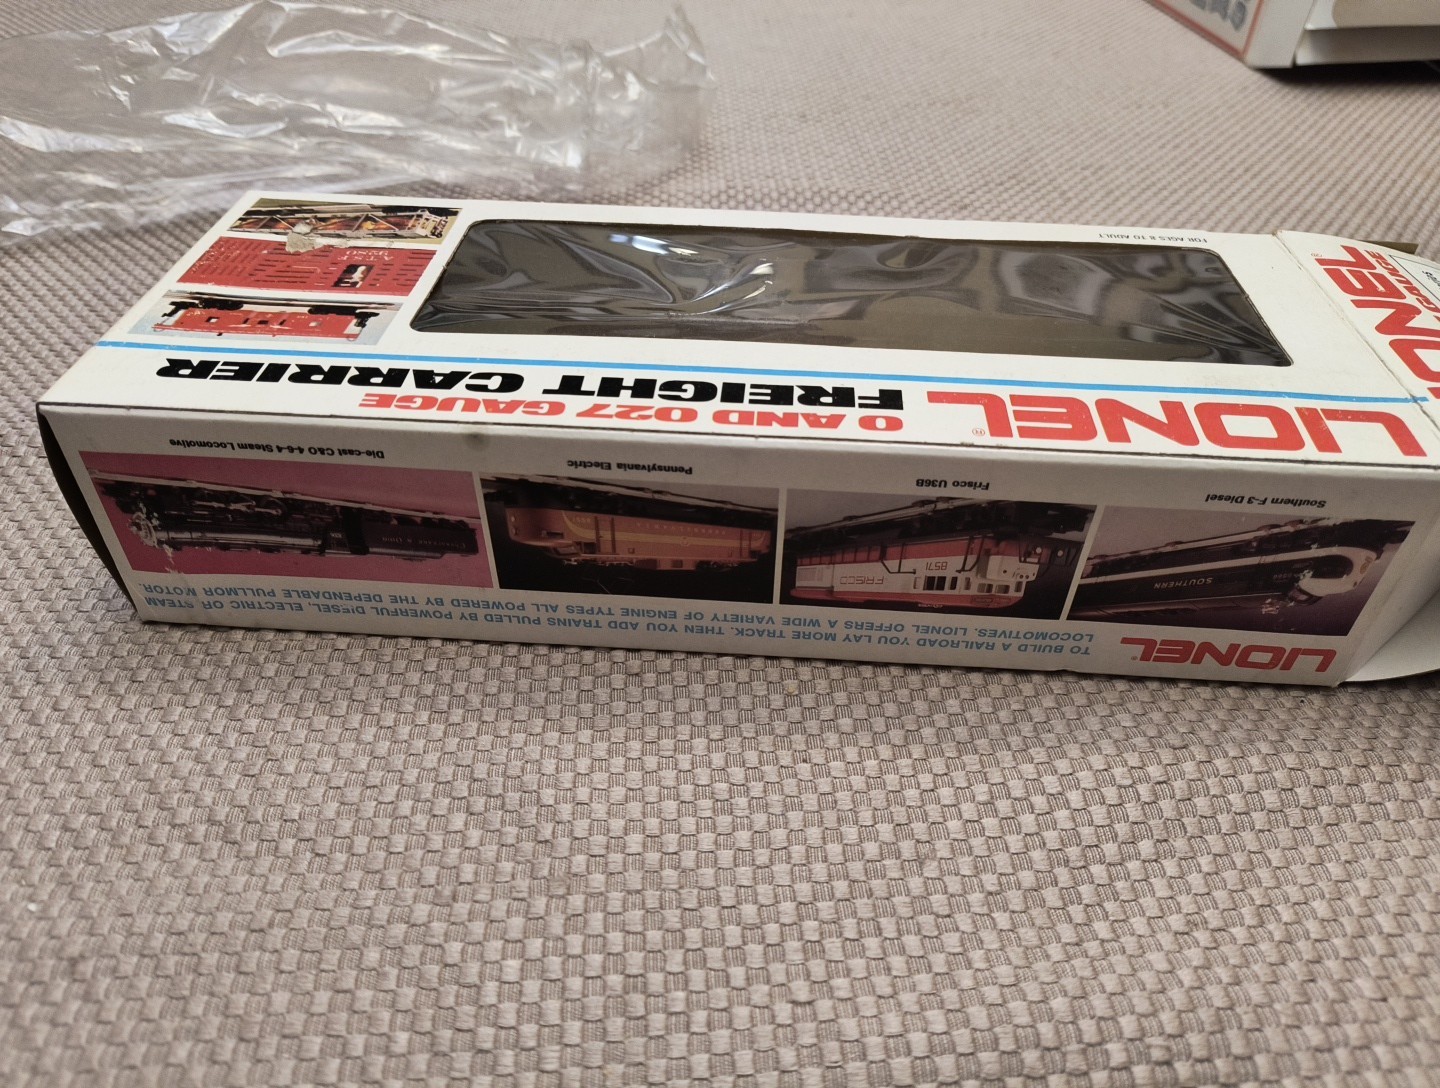 FOR AGES 8 TO ADULT
LIONEL®
O AND O27 GAUGE
FREIGHT CARRIER
LIONEL®
A.T.S.F.
LIONEL®
TO BUILD A RAILROAD YOU LAY MORE TRACK. THEN YOU ADD TRAINS PULLED BY POWERFUL DIESEL, ELECTRIC OR STEAM
LOCOMOTIVES. LIONEL OFFERS A WIDE VARIETY OF ENGINE TYPES ALL POWERED BY THE DEPENDABLE PULLMOR MOTOR.
SOUTHERN
FRISCO
8571
PENNSYLVANIA
Southern F-3 Diesel
Frisco U36B
Pennsylvania Electric
Die-cast C&O 4-6-4 Steam Locomotive